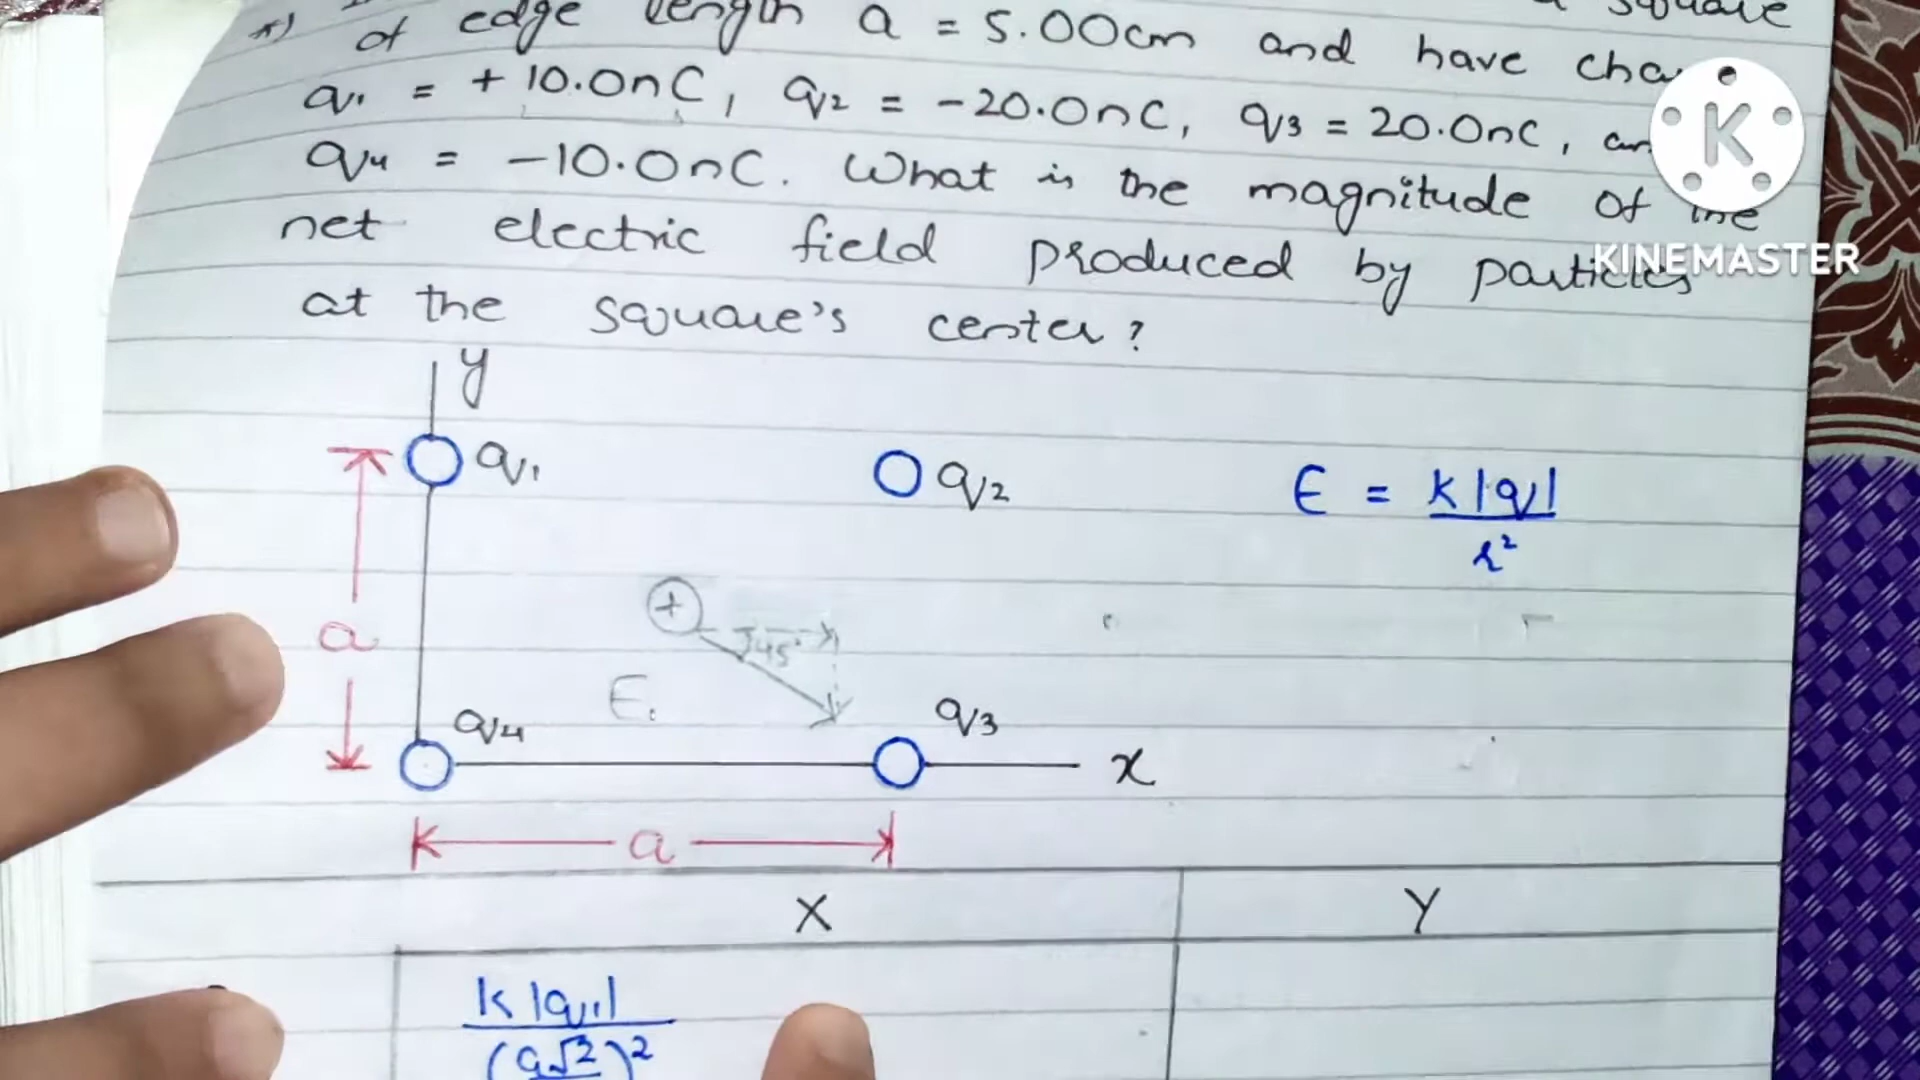 square
of edge length a = 5.00cm and have
q1 = +10.0nC, q2 = -20.0nC, q3 = 20.0nC,
q4 = -10.0nC. What is the magnitude of the
net electric field produced by particles
at the square's center?
K
KINEMASTER
y
q1
q2
E = k|q|
r²
+
45°
a
E
q4
q3
x
a
X
Y
k|q1|
(a√2)²